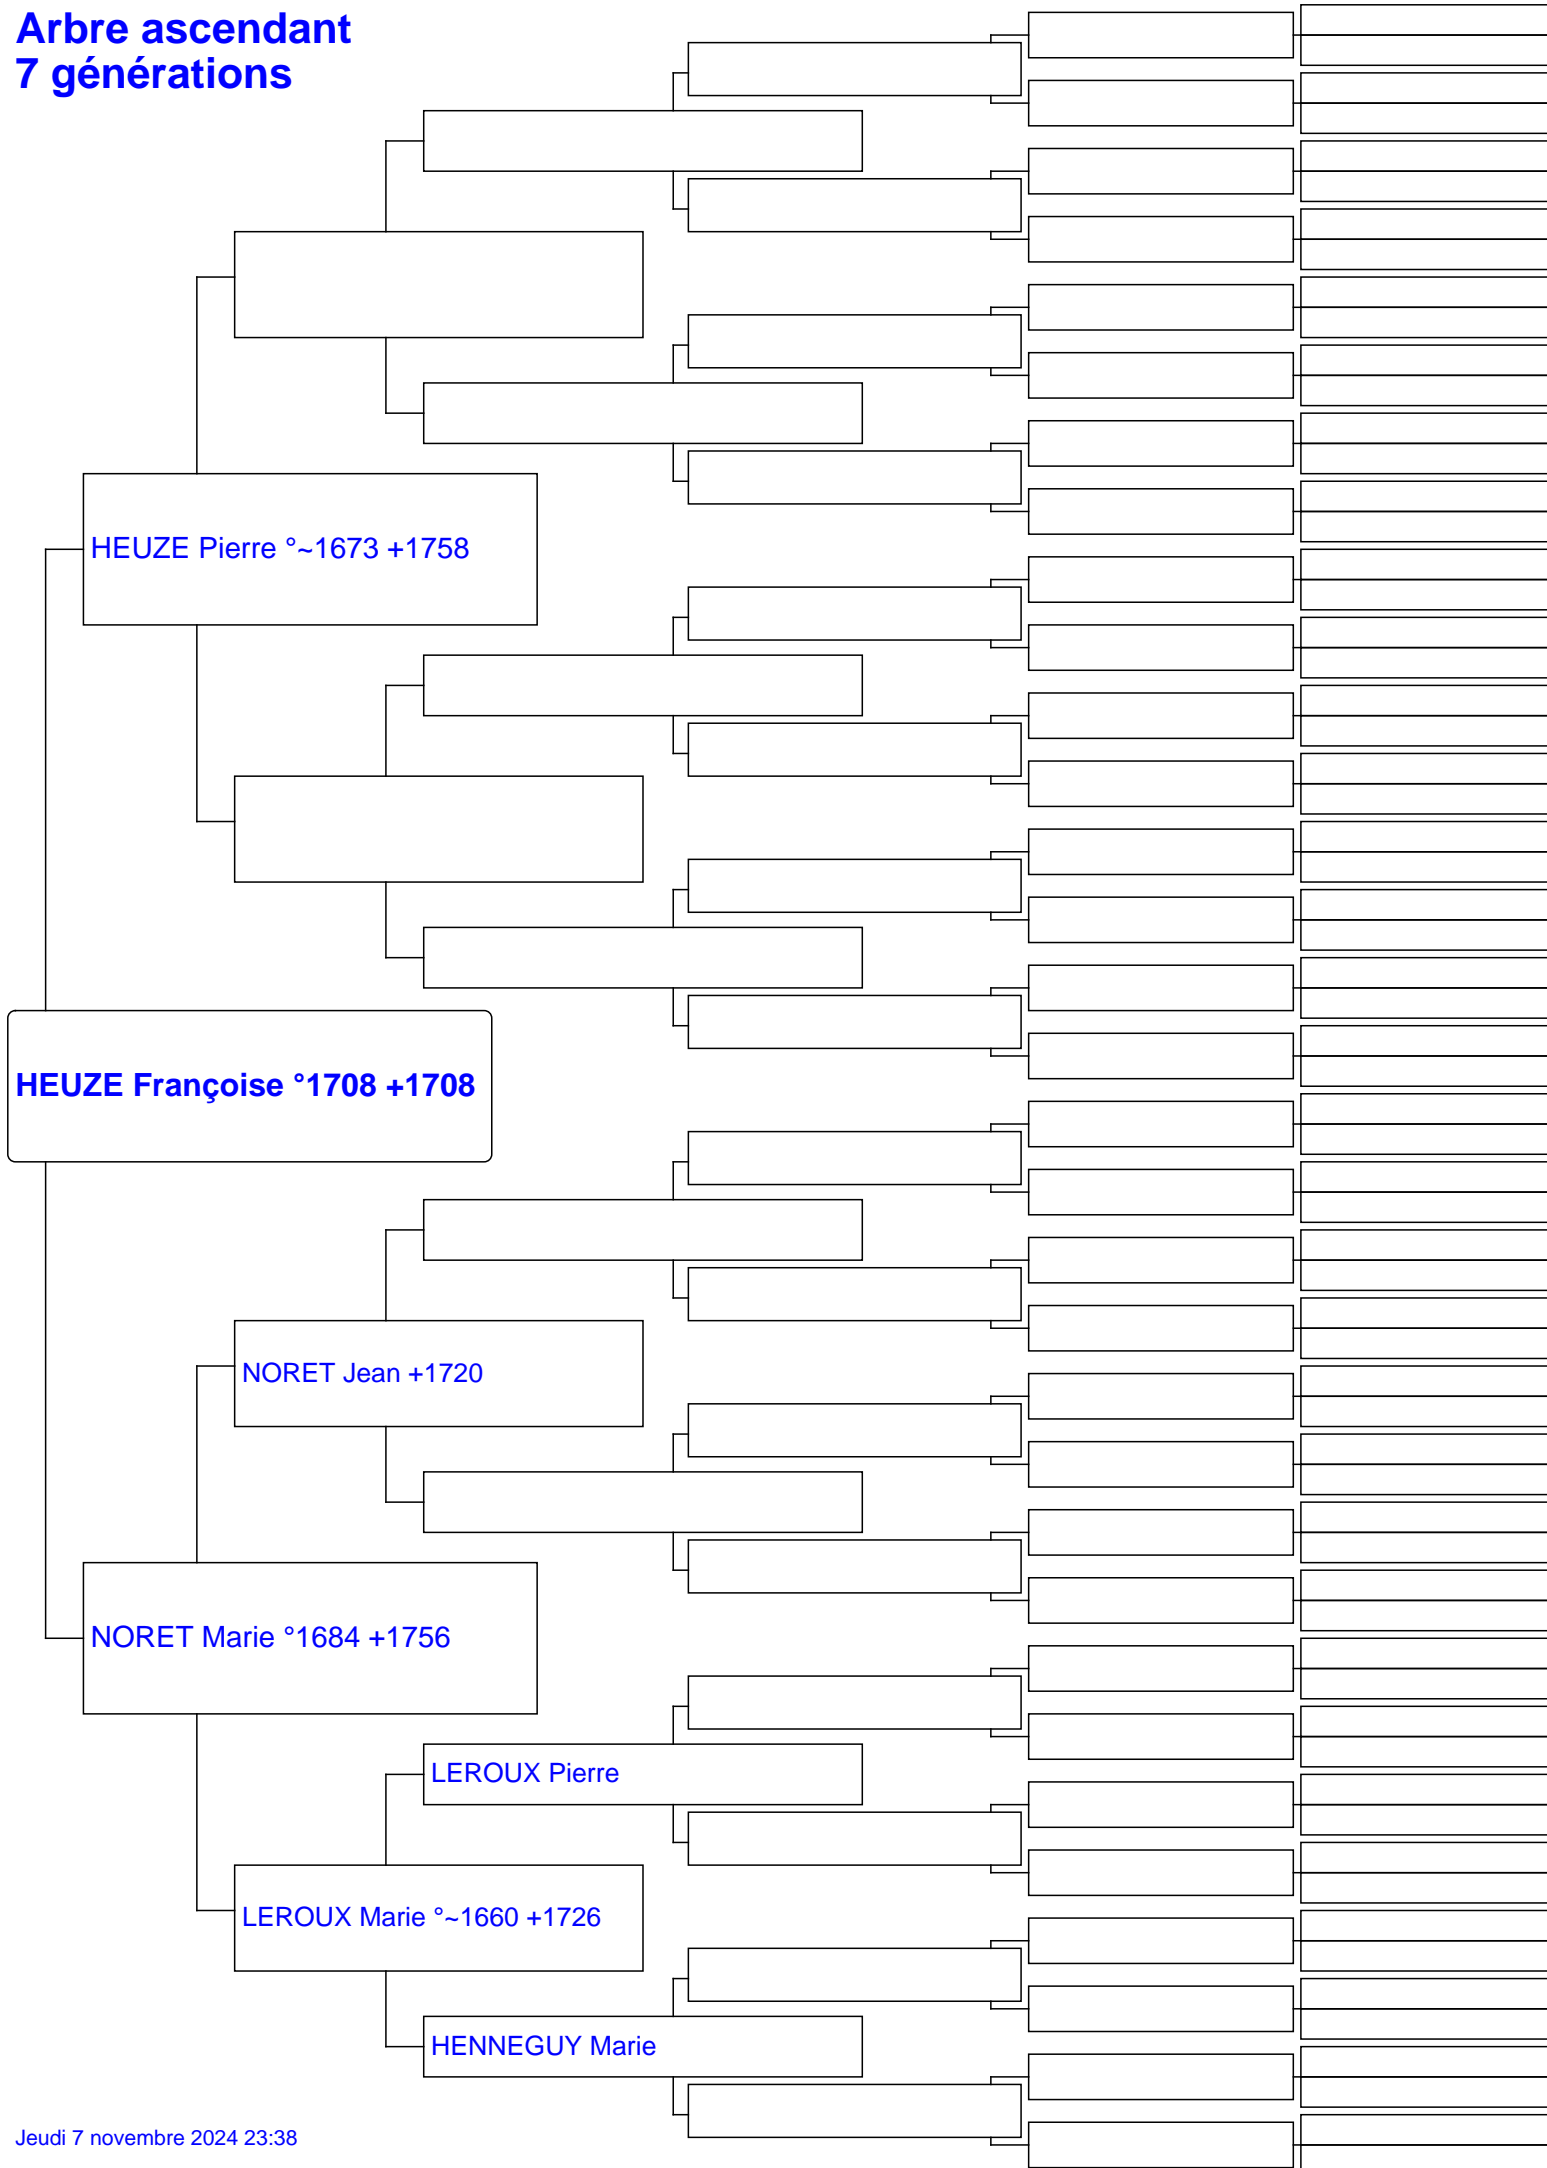 Arbre ascendant
7 générations
HEUZE Pierre °~1673 +1758
HEUZE Françoise °1708 +1708
NORET Jean +1720
NORET Marie °1684 +1756
LEROUX Pierre
LEROUX Marie °~1660 +1726
HENNEGUY Marie
Jeudi 7 novembre 2024 23:38